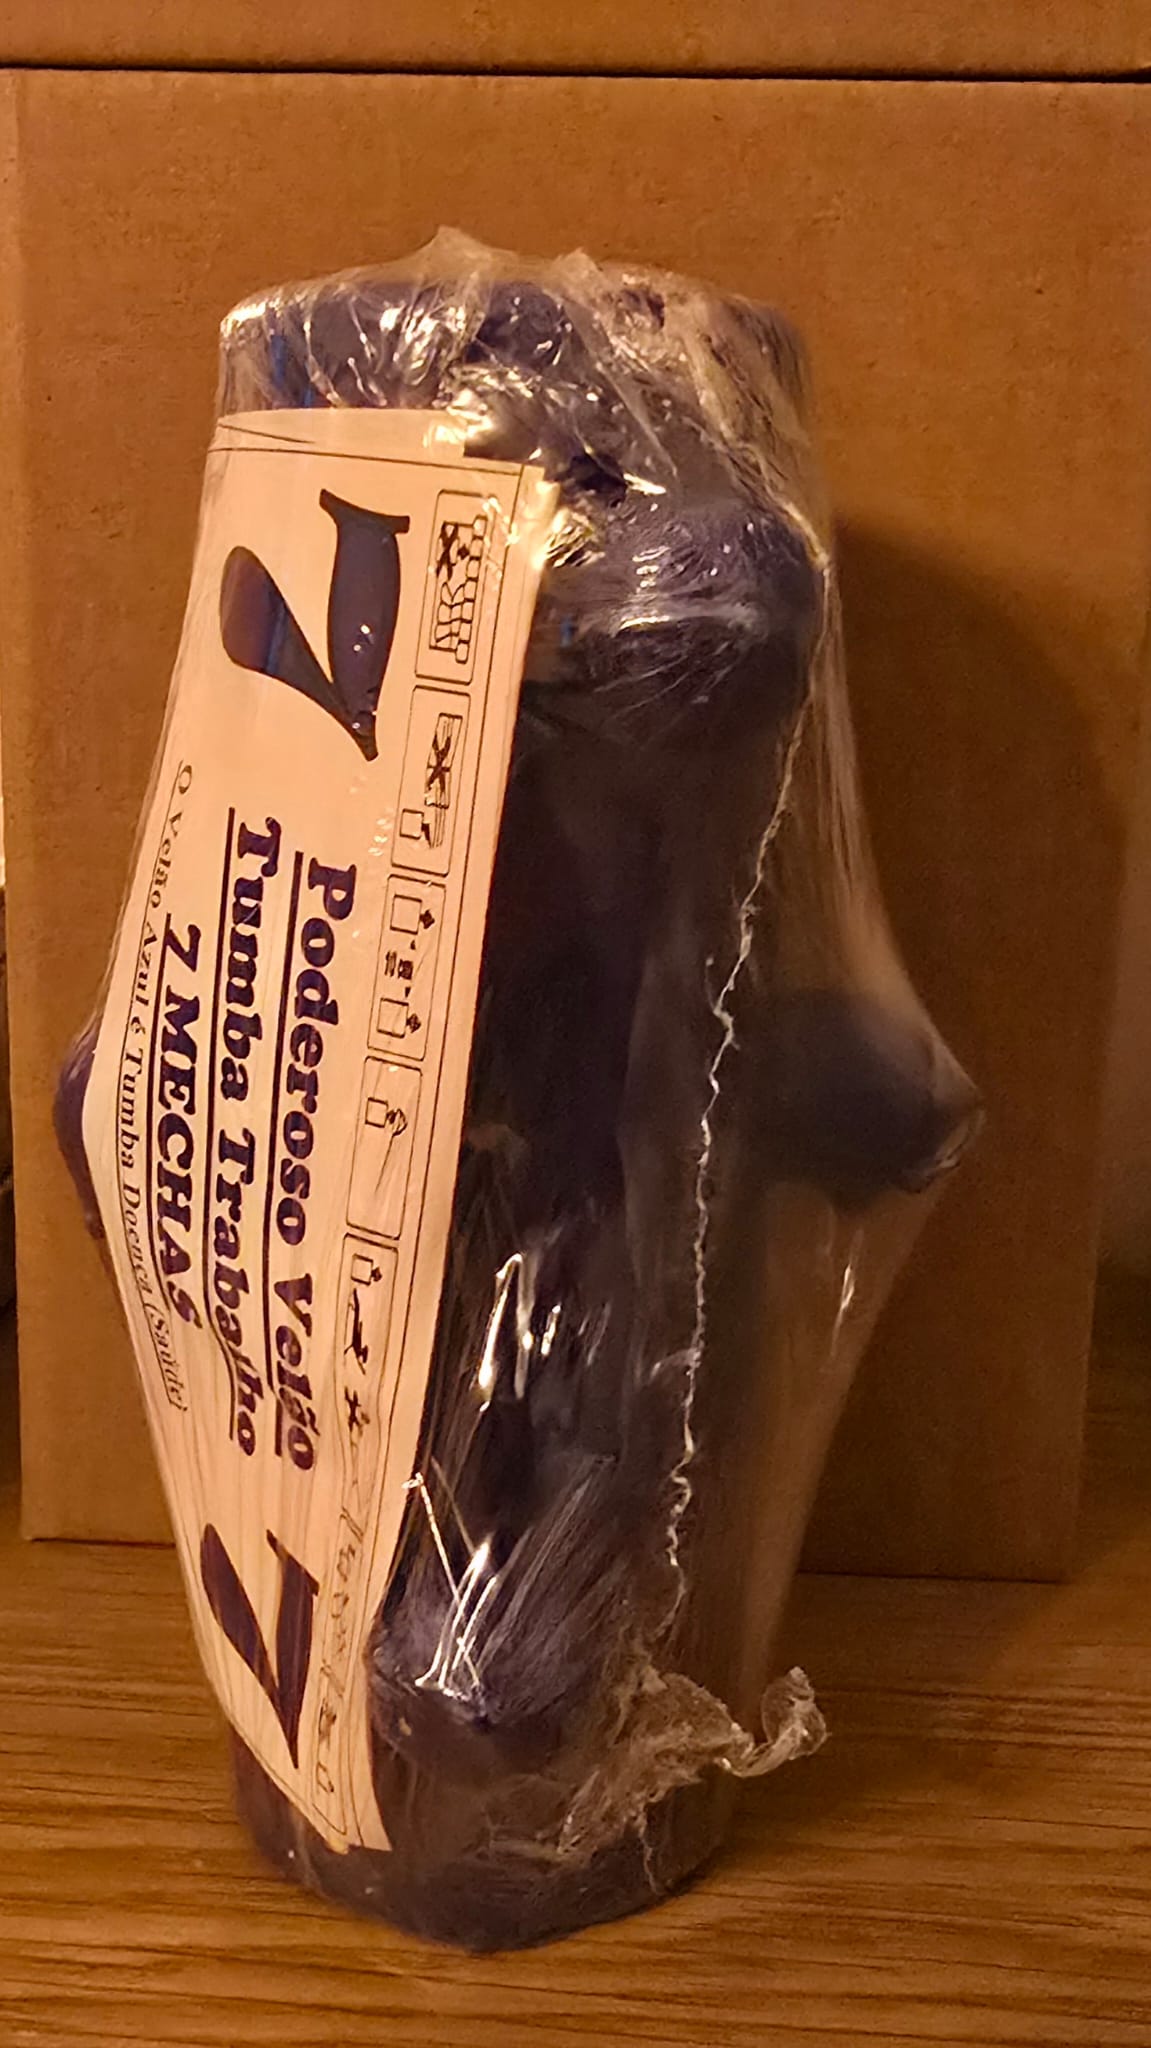 7
Poderoso Velão
Tumba Trabalho
7 MECHAS
O Velão Azul é Tumba Doença (Saúde)
7